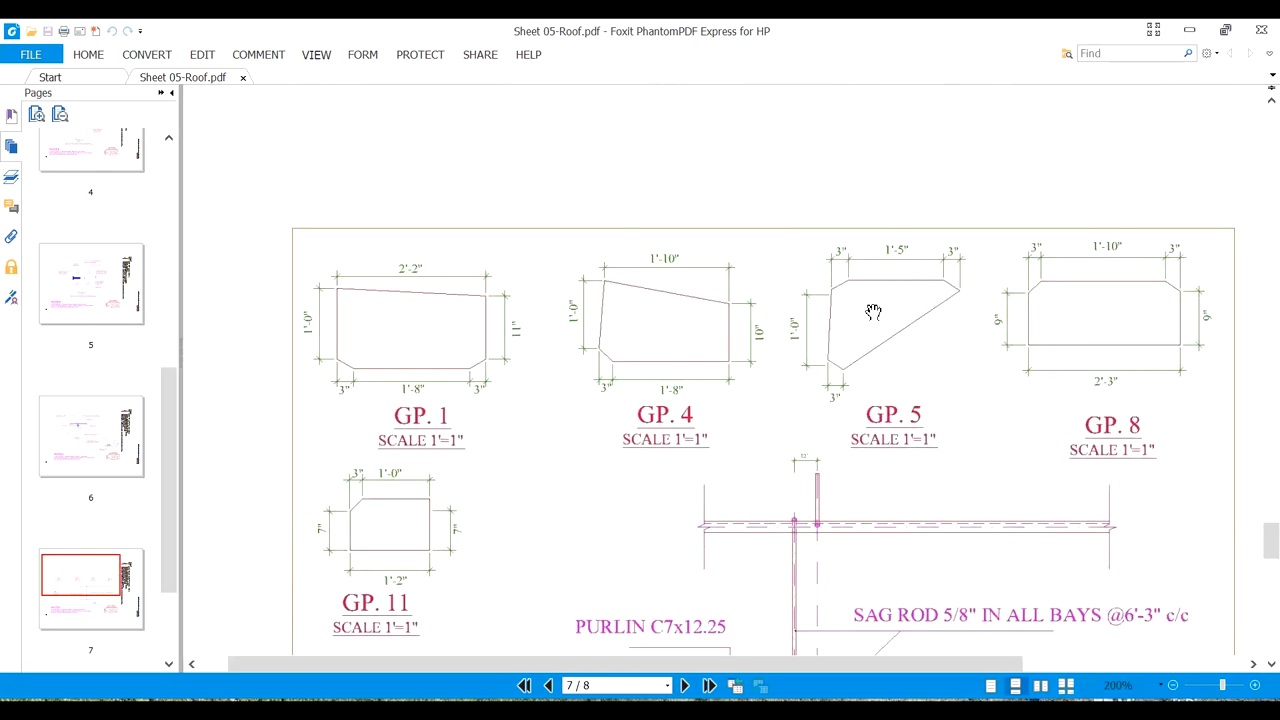 Sheet 05-Roof.pdf - Foxit PhantomPDF Express for HP
FILE HOME CONVERT EDIT COMMENT VIEW FORM PROTECT SHARE HELP
Find
Start Sheet 05-Roof.pdf
Pages
4
5
6
7
2'-2"
1'-0"
11"
3" 1'-8" 3"
GP. 1
SCALE 1'=1"
1'-10"
1'-0"
10"
3" 1'-8"
GP. 4
SCALE 1'=1"
3" 1'-5" 3"
1'-0"
3"
GP. 5
SCALE 1'=1"
3" 1'-10" 3"
9"
9"
2'-3"
GP. 8
SCALE 1'=1"
3" 1'-0"
7"
7"
1'-2"
GP. 11
SCALE 1'=1"
12'
PURLIN C7x12.25
SAG ROD 5/8" IN ALL BAYS @6'-3" c/c
7 / 8
200%